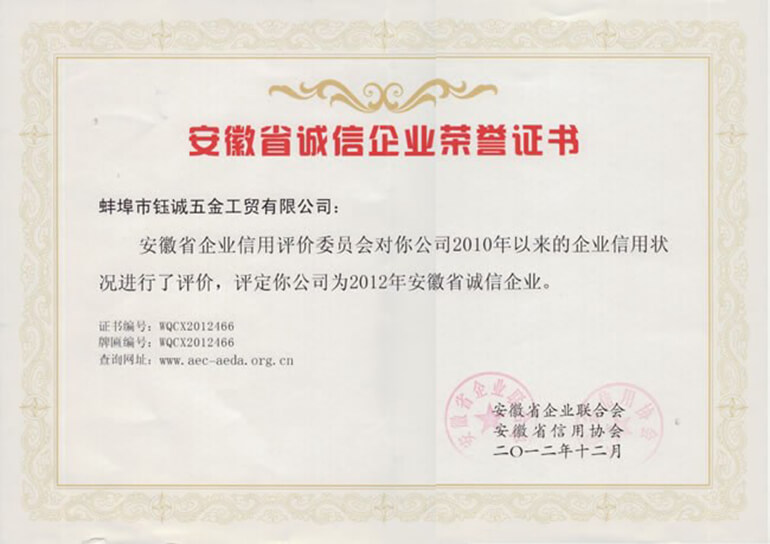 安徽省诚信企业荣誉证书
蚌埠市钰诚五金工贸有限公司：
安徽省企业信用评价委员会对你公司2010年以来的企业信用状
况进行了评价，评定你公司为2012年安徽省诚信企业。
证书编号：WQCX2012466
牌匾编号：WQCX2012466
查询网址：www.aec-aeda.org.cn
安徽省企业联合会
安徽省信用协会
二〇一二年十二月